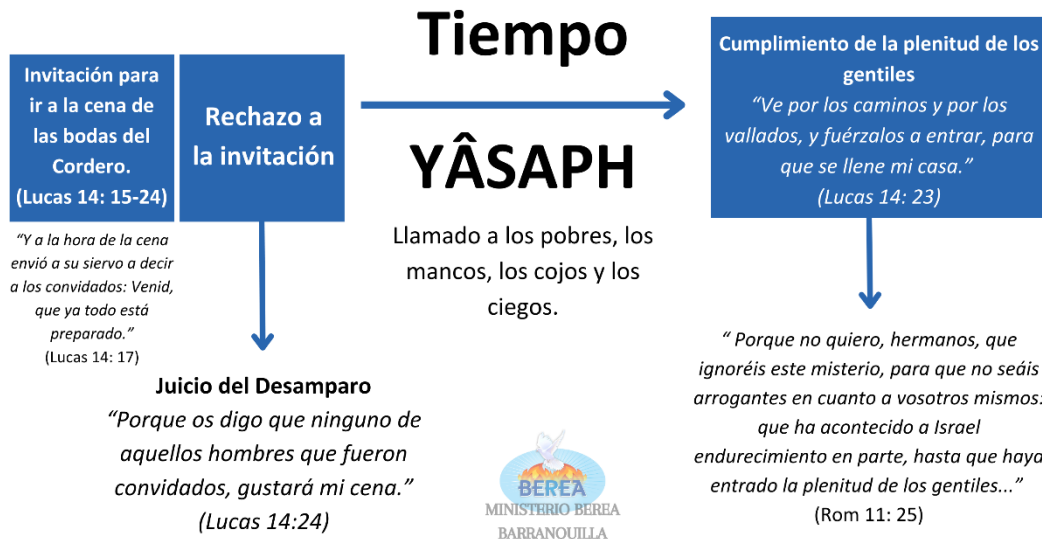 Invitación para
ir a la cena de
las bodas del
Cordero.
(Lucas 14: 15-24)
"Y a la hora de la cena
envió a su siervo a decir
a los convidados: Venid,
que ya todo está
preparado."
(Lucas 14: 17)
Rechazo a
la invitación
Juicio del Desamparo
"Porque os digo que ninguno de
aquellos hombres que fueron
convidados, gustará mi cena."
(Lucas 14:24)
Tiempo
YÂSAPH
Llamado a los pobres, los
mancos, los cojos y los
ciegos.
Cumplimiento de la plenitud de los
gentiles
"Ve por los caminos y por los
vallados, y fuérzalos a entrar, para
que se llene mi casa."
(Lucas 14: 23)
" Porque no quiero, hermanos, que
ignoréis este misterio, para que no seáis
arrogantes en cuanto a vosotros mismos:
que ha acontecido a Israel
endurecimiento en parte, hasta que haya
entrado la plenitud de los gentiles..."
(Rom 11: 25)
BEREA
MINISTERIO BEREA
BARRANQUILLA